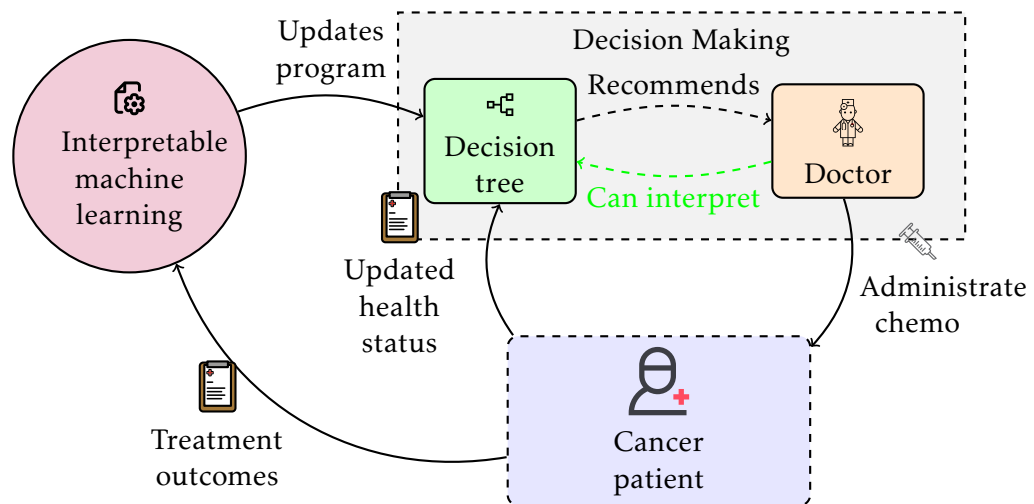 Updates
program
Decision Making
Interpretable
machine
learning
Decision
tree
Recommends
Can interpret
Doctor
Updated
health
status
Administrate
chemo
Treatment
outcomes
Cancer
patient